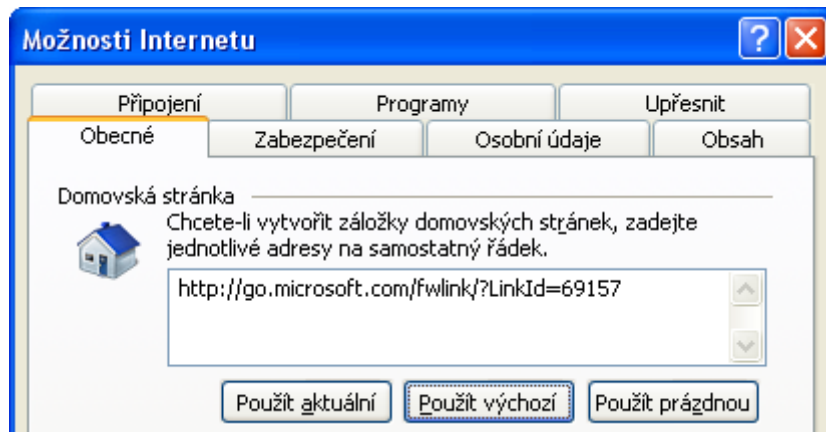 Možnosti Internetu
Připojení Programy Upřesnit
Obecné Zabezpečení Osobní údaje Obsah
Domovská stránka
Chcete-li vytvořit záložky domovských stránek, zadejte
jednotlivé adresy na samostatný řádek.
http://go.microsoft.com/fwlink/?LinkId=69157
Použít aktuální Použít výchozí Použít prázdnou